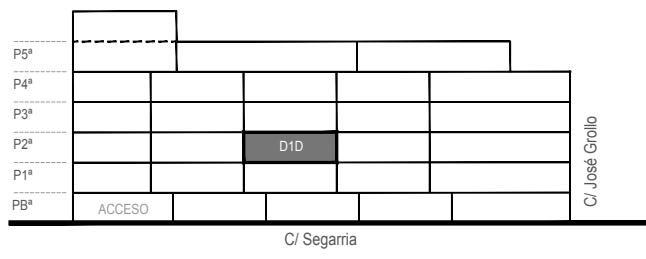 P5ª
P4ª
P3ª
P2ª
D1D
P1ª
PBª
ACCESO
C/ José Grollo
C/ Segarria